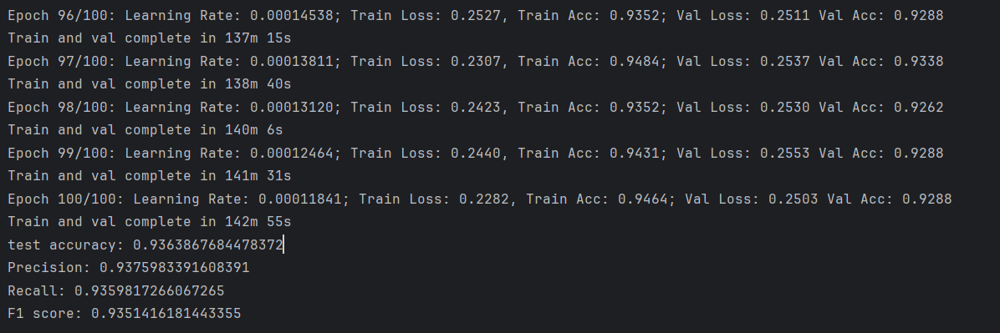 Epoch 96/100: Learning Rate: 0.00014538; Train Loss: 0.2527, Train Acc: 0.9352; Val Loss: 0.2511 Val Acc: 0.9288
Train and val complete in 137m 15s
Epoch 97/100: Learning Rate: 0.00013811; Train Loss: 0.2307, Train Acc: 0.9484; Val Loss: 0.2537 Val Acc: 0.9338
Train and val complete in 138m 40s
Epoch 98/100: Learning Rate: 0.00013120; Train Loss: 0.2423, Train Acc: 0.9352; Val Loss: 0.2530 Val Acc: 0.9262
Train and val complete in 140m 6s
Epoch 99/100: Learning Rate: 0.00012464; Train Loss: 0.2440, Train Acc: 0.9431; Val Loss: 0.2553 Val Acc: 0.9288
Train and val complete in 141m 31s
Epoch 100/100: Learning Rate: 0.00011841; Train Loss: 0.2282, Train Acc: 0.9464; Val Loss: 0.2503 Val Acc: 0.9288
Train and val complete in 142m 55s
test accuracy: 0.9363867684478372
Precision: 0.9375983391608391
Recall: 0.9359817266067265
F1 score: 0.9351416181443355